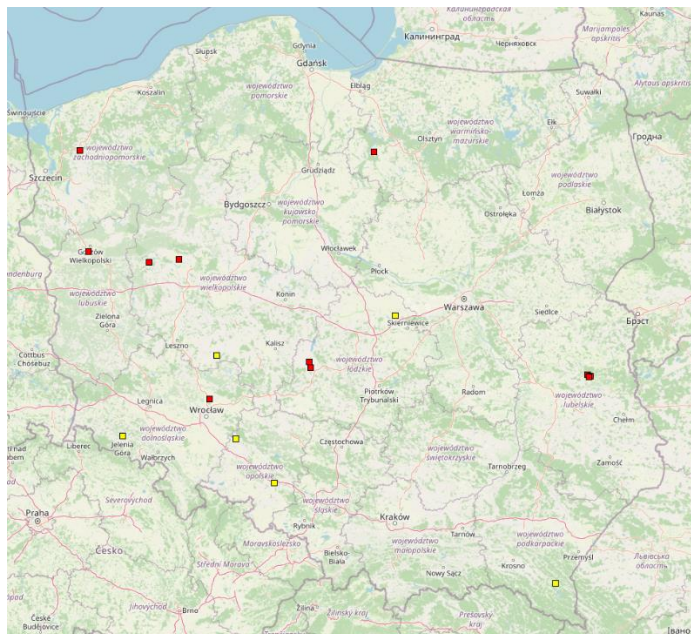 Kaunas
Калининградская
область
Калининград
Marijampolės
apskritis
Черняховск
Gdynia
Słupsk
Gdańsk
Alytaus apskritis
Elbląg
Suwałki
Koszalin
województwo
pomorskie
Świnoujście
Ełk
Гродна
województwo
warmińsko-
mazurskie
Olsztyn
województwo
zachodniopomorskie
Szczecin
Grudziądz
województwo
podlaskie
Łomża
Bydgoszcz
województwo
kujawsko-
pomorskie
Ostrołęka
Białystok
Włocławek
Gorzów
Wielkopolski
Płock
województwo
wielkopolskie
Konin
województwo
lubuskie
Warszawa
Siedlce
Брэст
Zielona
Góra
Skierniewice
Leszno
Kalisz
Cottbus
Chóśebuz
województwo
łódzkie
Piotrków
Trybunalski
Radom
województwo
lubelskie
Legnica
Wrocław
Chełm
województwo
dolnośląskie
Jelenia
Góra
Liberec
Wałbrzych
Częstochowa
województwo
świętokrzyskie
Zamość
województwo
opolskie
Tarnobrzeg
Severovýchod
województwo
śląskie
Praha
Rybnik
Kraków
Tarnów
województwo
podkarpackie
Česko
Moravskoslezsko
Bielsko-
Biała
województwo
małopolskie
Przemyśl
Львівська
область
Střední Morava
Nowy Sącz
Krosno
Jihovýchod
Brno
Žilina
České
Budějovice
Žilinský kraj
Prešovský
kraj